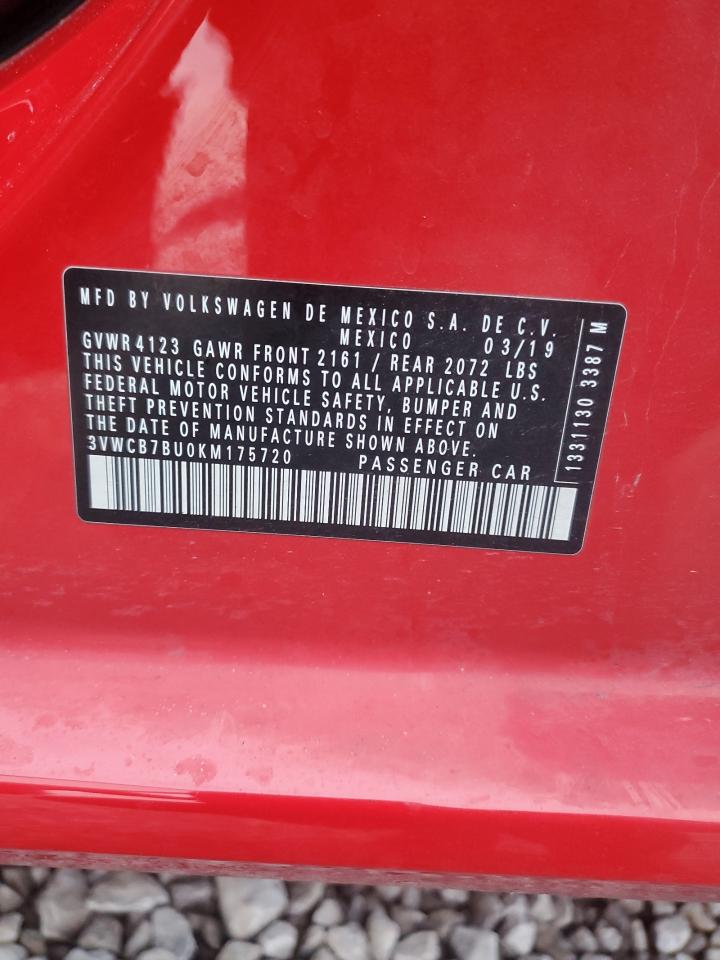 MFD BY VOLKSWAGEN DE MEXICO S.A. DE C.V.
MEXICO 03/19
GVWR 4123 GAWR FRONT 2161 / REAR 2072 LBS
THIS VEHICLE CONFORMS TO ALL APPLICABLE U.S.
FEDERAL MOTOR VEHICLE SAFETY, BUMPER AND
THEFT PREVENTION STANDARDS IN EFFECT ON
THE DATE OF MANUFACTURE SHOWN ABOVE.
3VWCB7BU0KM175720 PASSENGER CAR
1331130 3387 M